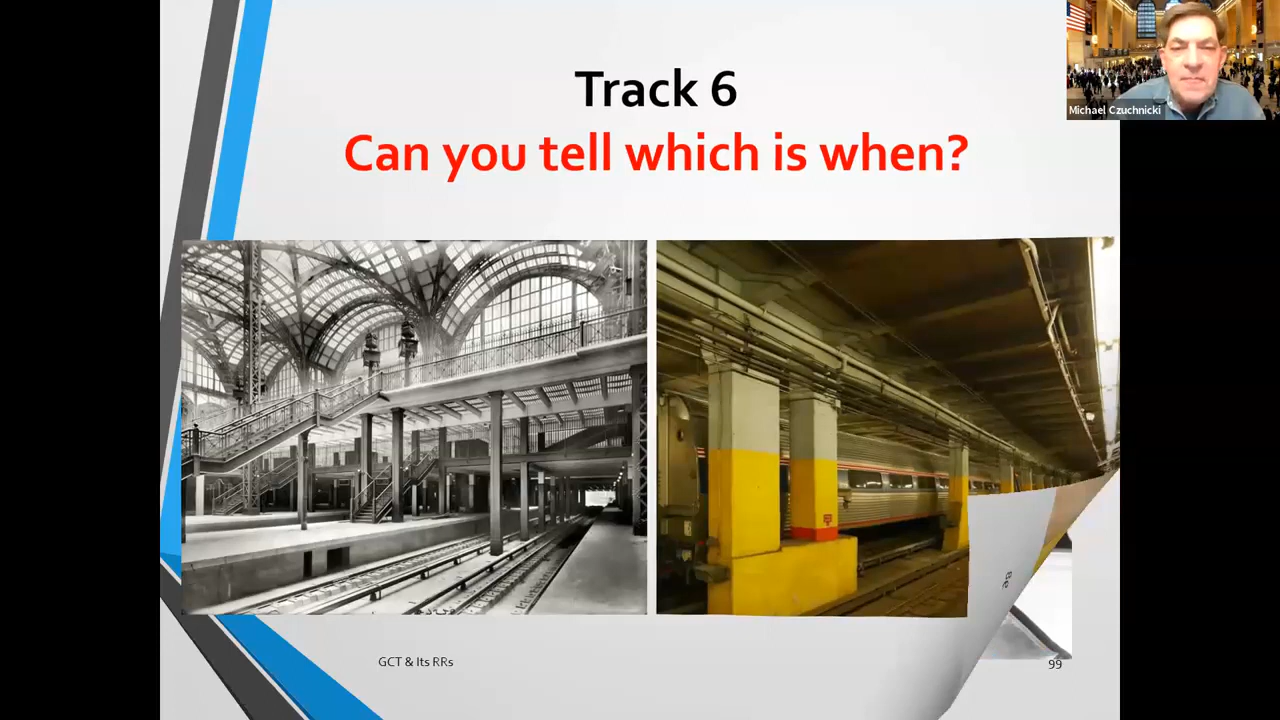 Track 6
Can you tell which is when?
Michael Czuchnicki
GCT & Its RRs
99